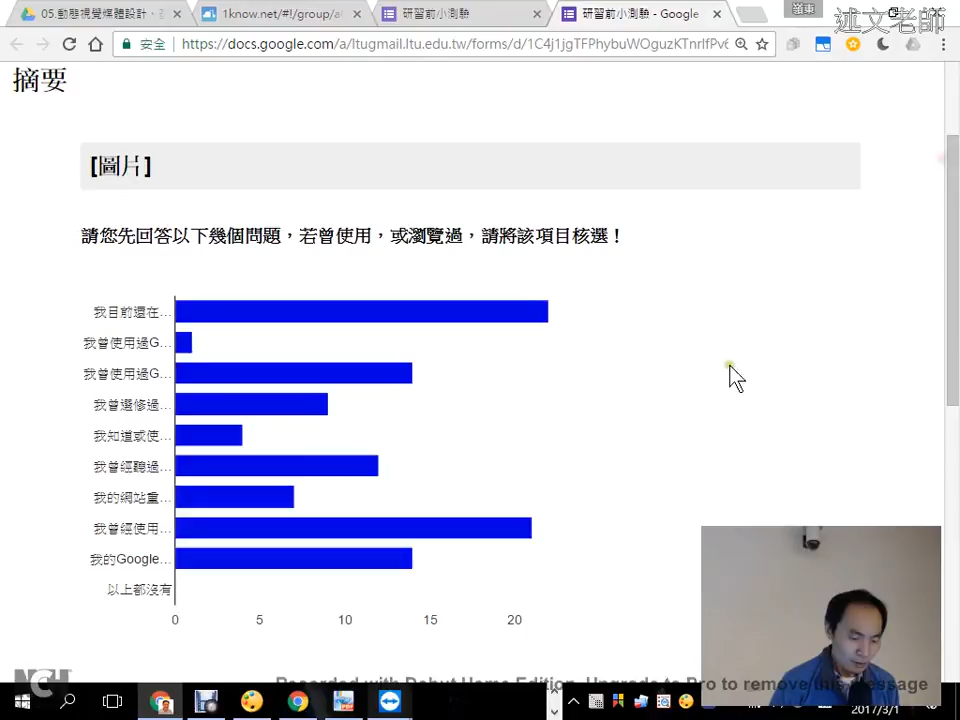 05.動態視覺媒體設計、
1know.net/#!/group/a
研習前小測驗
研習前小測驗 - Google
述文老師
安全
https://docs.google.com/a/ltugmail.ltu.edu.tw/forms/d/1C4j1jgTFPhybuWOguzKTnrIfPv6
摘要
[圖片]
請您先回答以下幾個問題，若曾使用，或瀏覽過，請將該項目核選！
我目前還在...
我曾使用過G...
我曾使用過G...
我曾選修過...
我知道或使...
我曾經聽過...
我的網站重...
我曾經使用...
我的Google...
以上都沒有
0 5 10 15 20
NCH
Recorded with Debut Home Edition. Upgrade to Pro to remove this message
2017/3/1